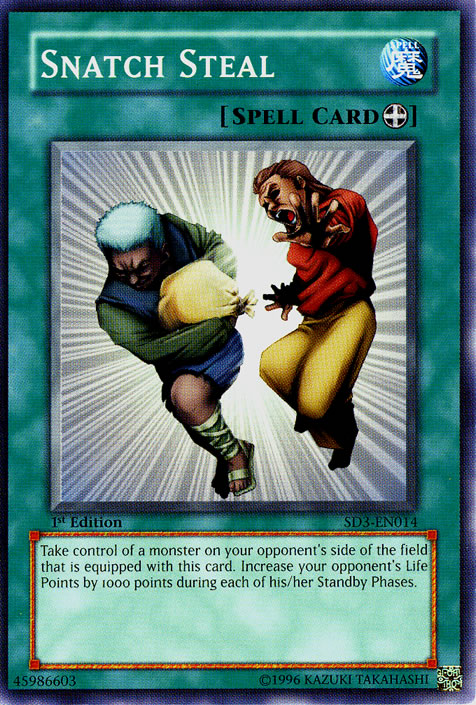 SNATCH STEAL
SPELL
魔
[SPELL CARD]
1st Edition
SD3-EN014
Take control of a monster on your opponent's side of the field
that is equipped with this card. Increase your opponent's Life
Points by 1000 points during each of his/her Standby Phases.
45986603
©1996 KAZUKI TAKAHASHI